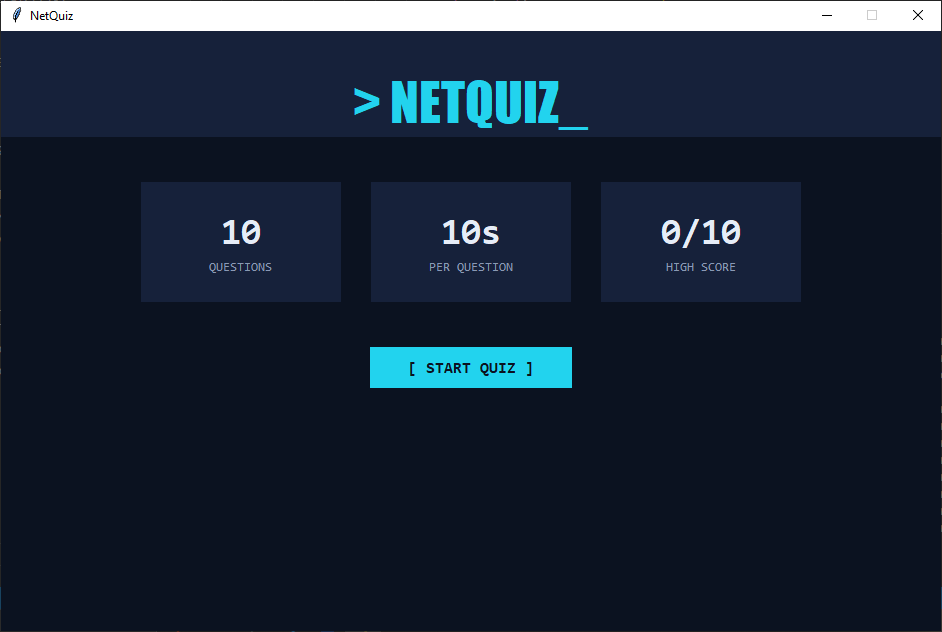 NetQuiz
> NETQUIZ_
10
QUESTIONS
10s
PER QUESTION
0/10
HIGH SCORE
[ START QUIZ ]